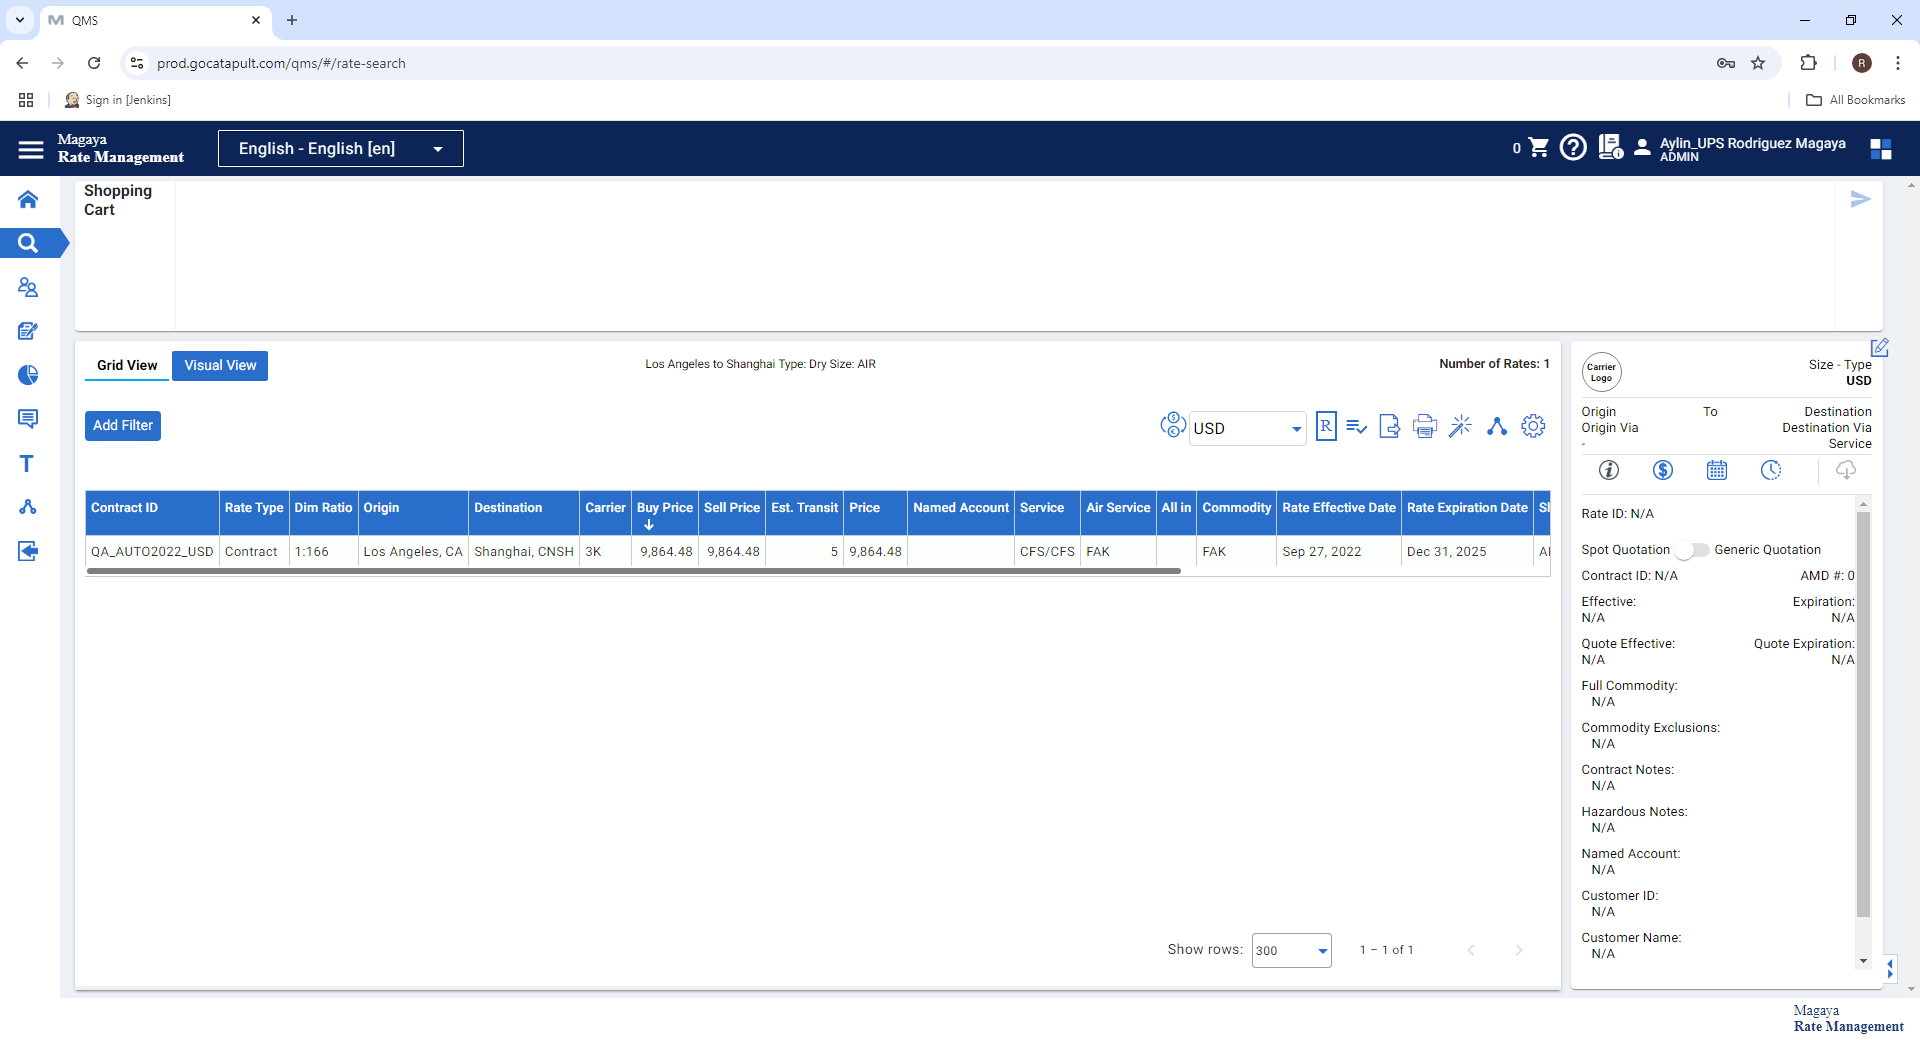 QMS
prod.gocatapult.com/qms/#/rate-search
R
Sign in [Jenkins]
All Bookmarks
Magaya
Rate Management
English - English [en]
0
Aylin_UPS Rodriguez Magaya
ADMIN
Shopping
Cart
Grid View
Visual View
Los Angeles to Shanghai Type: Dry Size: AIR
Number of Rates: 1
Add Filter
USD
R
Contract ID Rate Type Dim Ratio Origin Destination Carrier Buy Price Sell Price Est. Transit Price Named Account Service Air Service All in Commodity Rate Effective Date Rate Expiration Date
QA_AUTO2022_USD Contract 1:166 Los Angeles, CA Shanghai, CNSH 3K 9,864.48 9,864.48 5 9,864.48 CFS/CFS FAK FAK Sep 27, 2022 Dec 31, 2025
Show rows: 300 1 – 1 of 1
Carrier
Logo
Size - Type
USD
Origin To Destination
Origin Via Destination Via
- Service
Rate ID: N/A
Spot Quotation Generic Quotation
Contract ID: N/A AMD #: 0
Effective: Expiration:
N/A N/A
Quote Effective: Quote Expiration:
N/A N/A
Full Commodity:
N/A
Commodity Exclusions:
N/A
Contract Notes:
N/A
Hazardous Notes:
N/A
Named Account:
N/A
Customer ID:
N/A
Customer Name:
N/A
Magaya
Rate Management